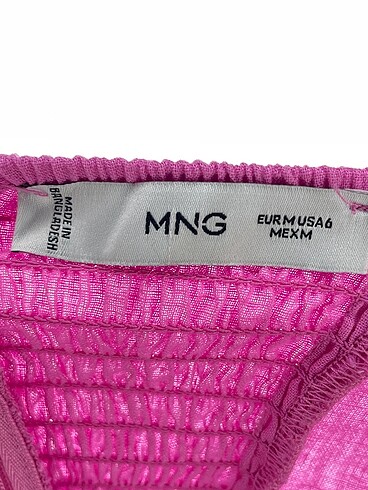 MADE IN
BANGLADESH
MNG
EUR M USA 6
MEX M